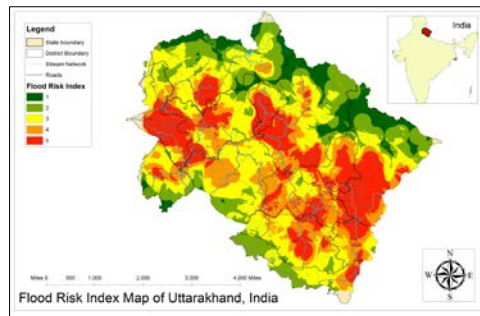 Legend
State boundary
District Boundary
Stream Network
Roads
Flood Risk Index
1
2
3
4
5
India
Miles 0 500 1,000 2,000 3,000 4,000 Miles
Flood Risk Index Map of Uttarakhand, India
N
W E
S